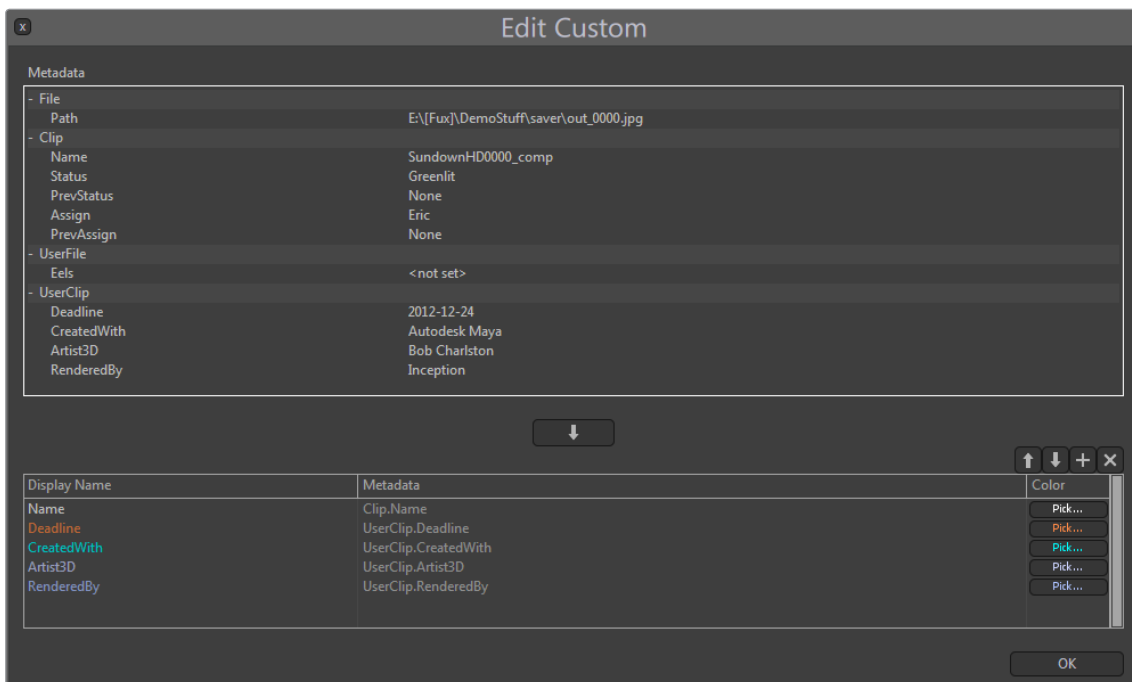 x Edit Custom
Metadata
- File
Path E:\[Fux]\DemoStuff\saver\out_0000.jpg
- Clip
Name SundownHD0000_comp
Status Greenlit
PrevStatus None
Assign Eric
PrevAssign None
- UserFile
Eels <not set>
- UserClip
Deadline 2012-12-24
CreatedWith Autodesk Maya
Artist3D Bob Charlston
RenderedBy Inception
Display Name Metadata Color
Name Clip.Name Pick...
Deadline UserClip.Deadline Pick...
CreatedWith UserClip.CreatedWith Pick...
Artist3D UserClip.Artist3D Pick...
RenderedBy UserClip.RenderedBy Pick...
OK